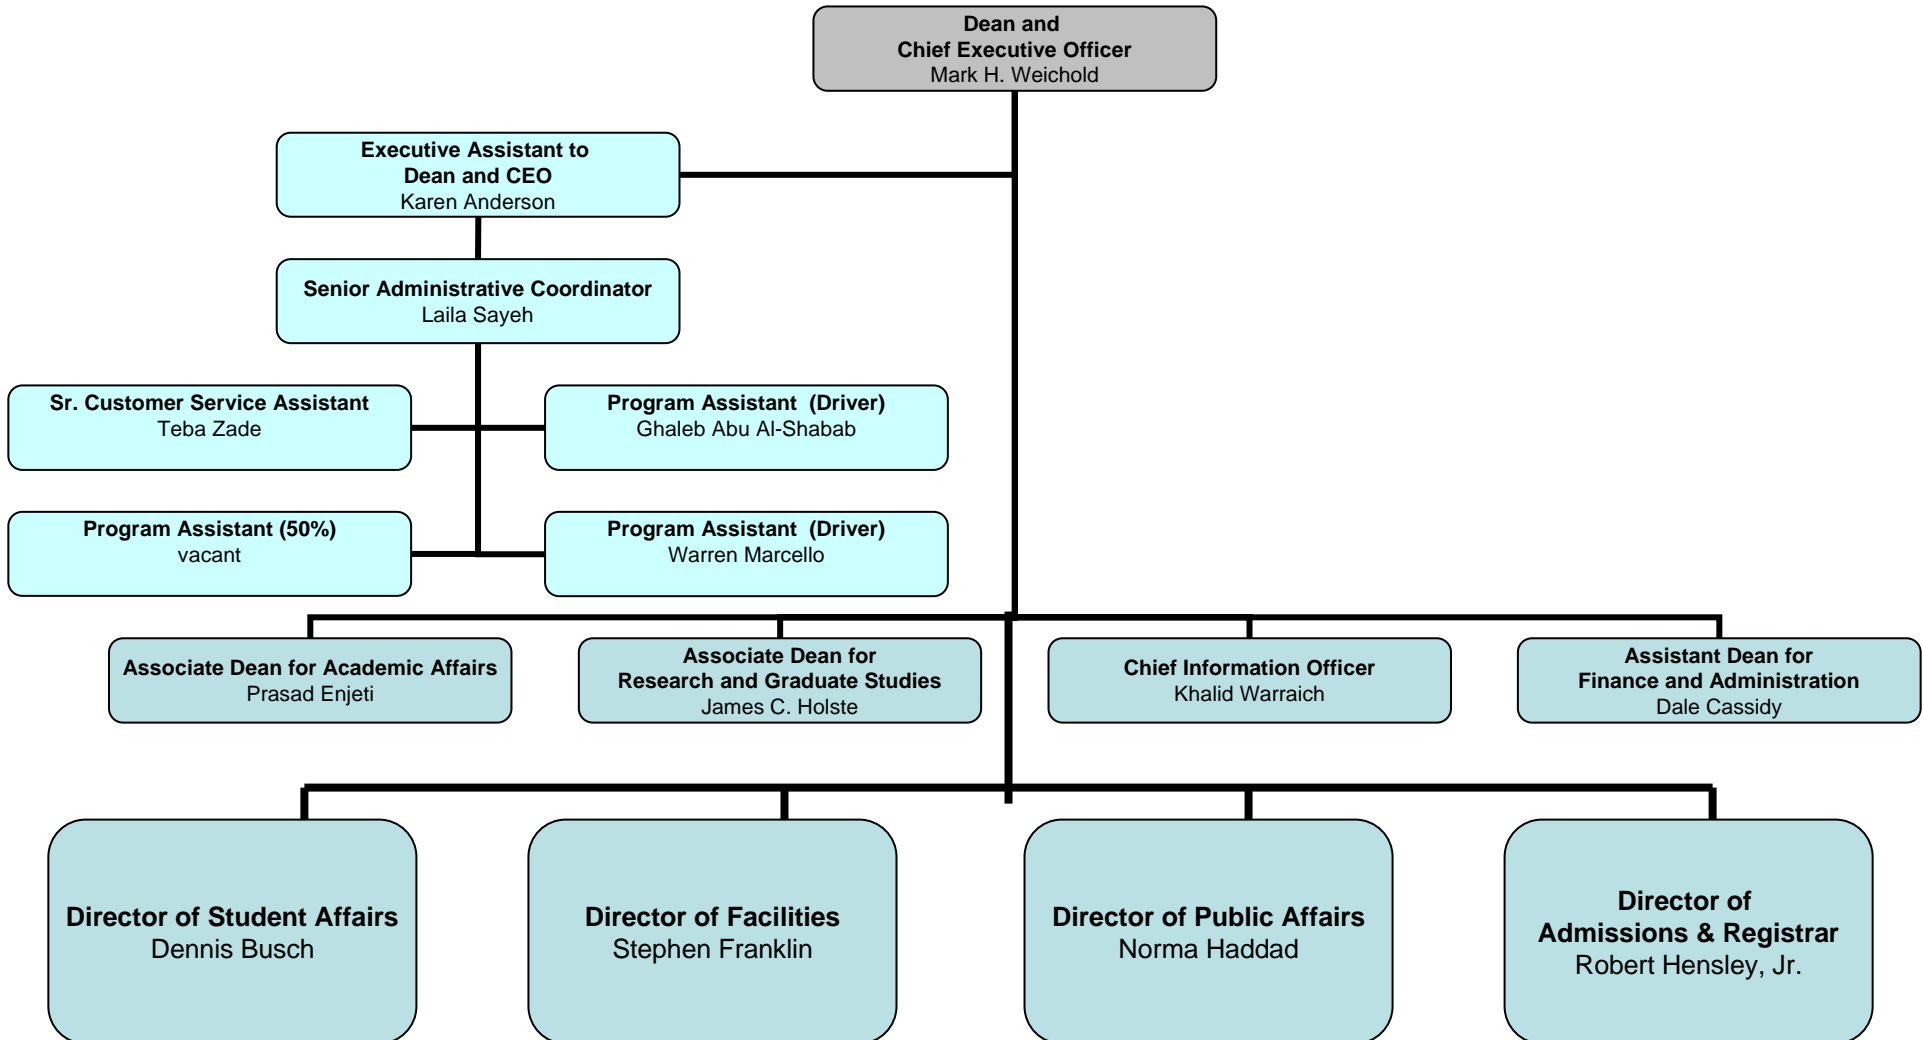 Dean and
Chief Executive Officer
Mark H. Weichold
Executive Assistant to
Dean and CEO
Karen Anderson
Senior Administrative Coordinator
Laila Sayeh
Sr. Customer Service Assistant
Teba Zade
Program Assistant  (Driver)
Ghaleb Abu Al-Shabab
Program Assistant (50%)
vacant
Program Assistant  (Driver)
Warren Marcello
Associate Dean for Academic Affairs
Prasad Enjeti
Associate Dean for
Research and Graduate Studies
James C. Holste
Chief Information Officer
Khalid Warraich
Assistant Dean for
Finance and Administration
Dale Cassidy
Director of Student Affairs
Dennis Busch
Director of Facilities
Stephen Franklin
Director of Public Affairs
Norma Haddad
Director of
Admissions & Registrar
Robert Hensley, Jr.